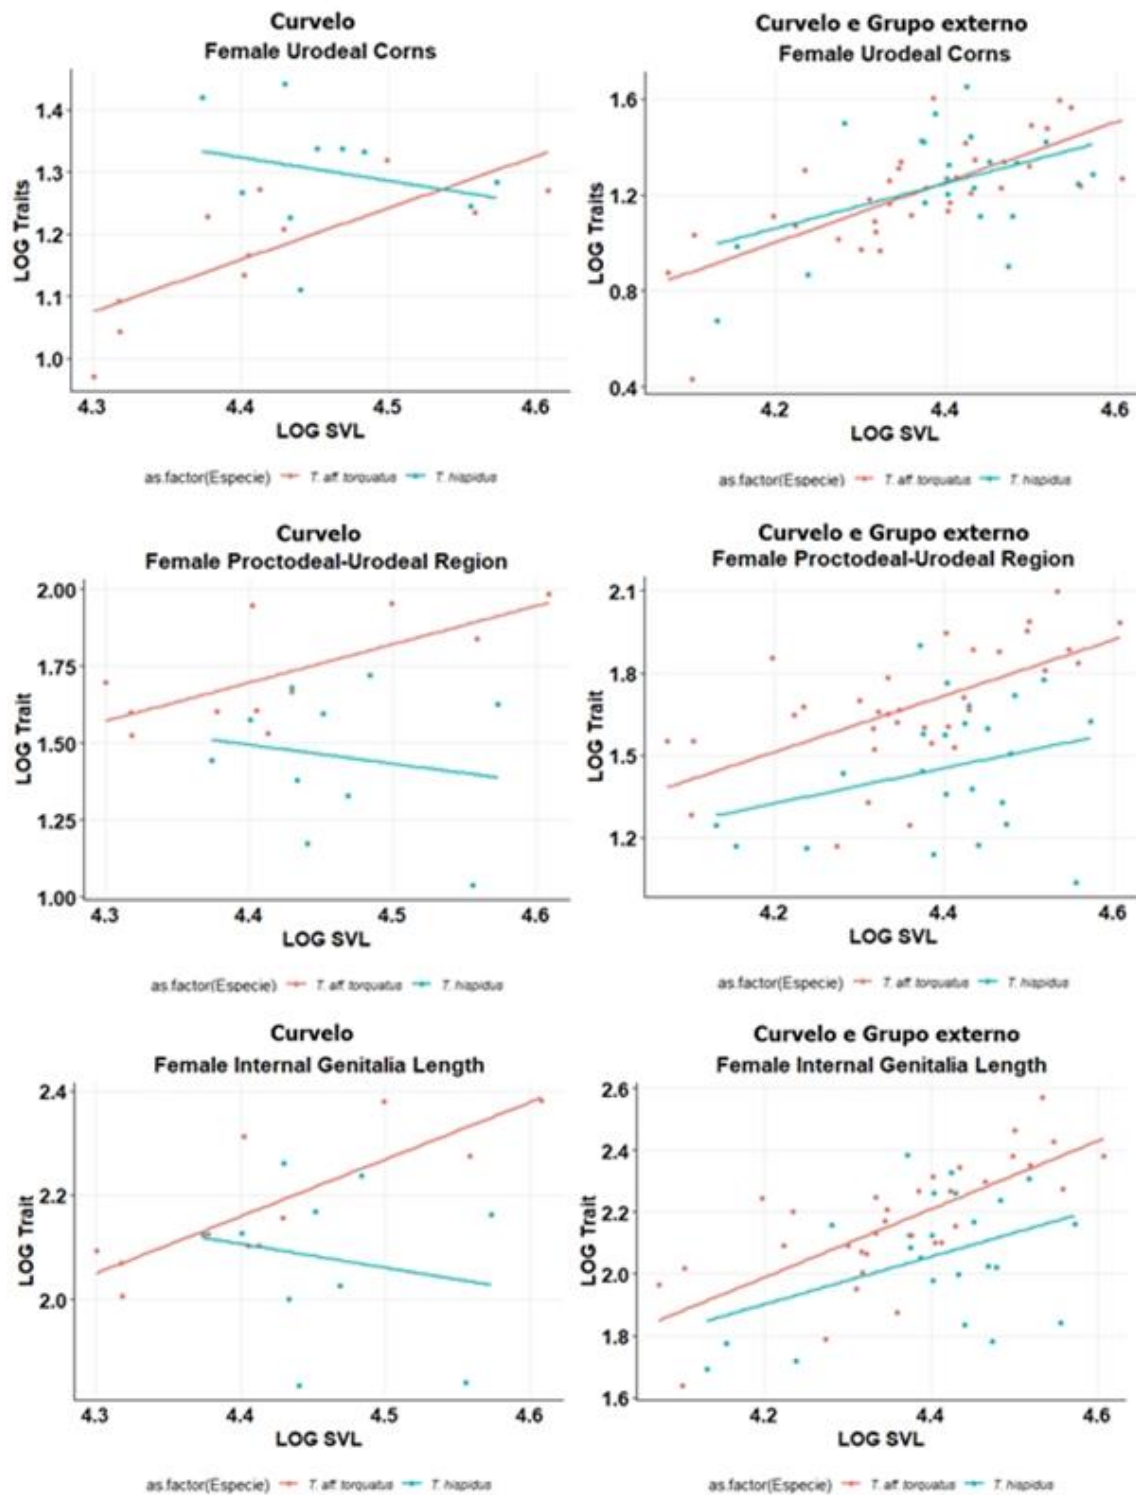 Curvelo
Female Urodeal Corns
LOG Traits
1.4
1.3
1.2
1.1
1.0
4.3 4.4 4.5 4.6
LOG SVL
as.factor(Especie) T. aff. torquatus T. hispidus
Curvelo e Grupo externo
Female Urodeal Corns
LOG Traits
1.6
1.2
0.8
0.4
4.2 4.4 4.6
LOG SVL
as.factor(Especie) T. aff. torquatus T. hispidus
Curvelo
Female Proctodeal-Urodeal Region
LOG Trait
2.00
1.75
1.50
1.25
1.00
4.3 4.4 4.5 4.6
LOG SVL
as.factor(Especie) T. aff. torquatus T. hispidus
Curvelo e Grupo externo
Female Proctodeal-Urodeal Region
LOG Trait
2.1
1.8
1.5
1.2
4.2 4.4 4.6
LOG SVL
as.factor(Especie) T. aff. torquatus T. hispidus
Curvelo
Female Internal Genitalia Length
LOG Trait
2.4
2.2
2.0
4.3 4.4 4.5 4.6
LOG SVL
as.factor(Especie) T. aff. torquatus T. hispidus
Curvelo e Grupo externo
Female Internal Genitalia Length
LOG Trait
2.6
2.4
2.2
2.0
1.8
1.6
4.2 4.4 4.6
LOG SVL
as.factor(Especie) T. aff. torquatus T. hispidus